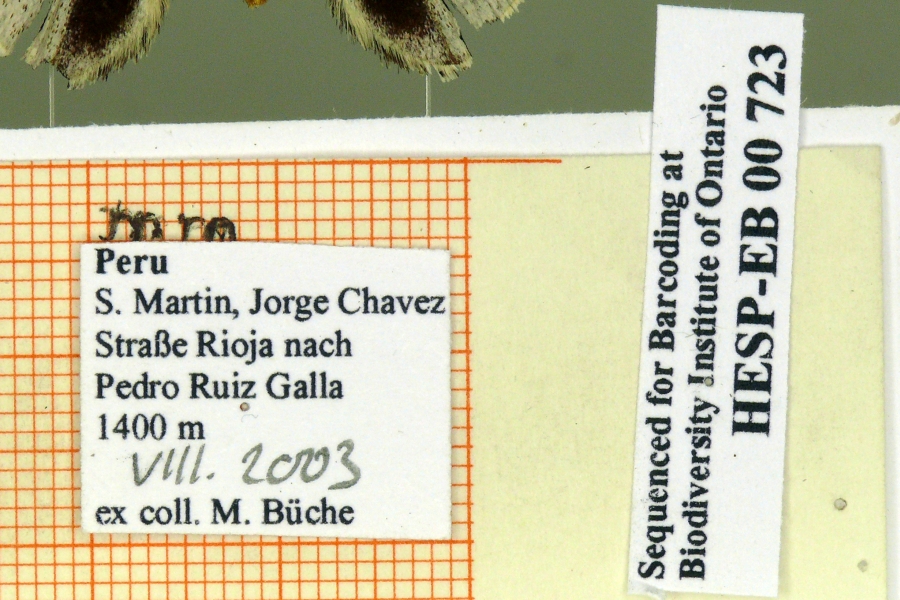 mm
Peru
S. Martin, Jorge Chavez
Straße Rioja nach
Pedro Ruiz Galla
1400 m
VIII. 2003
ex coll. M. Büche
Sequenced for Barcoding at
Biodiversity Institute of Ontario
HESP-EB 00 723